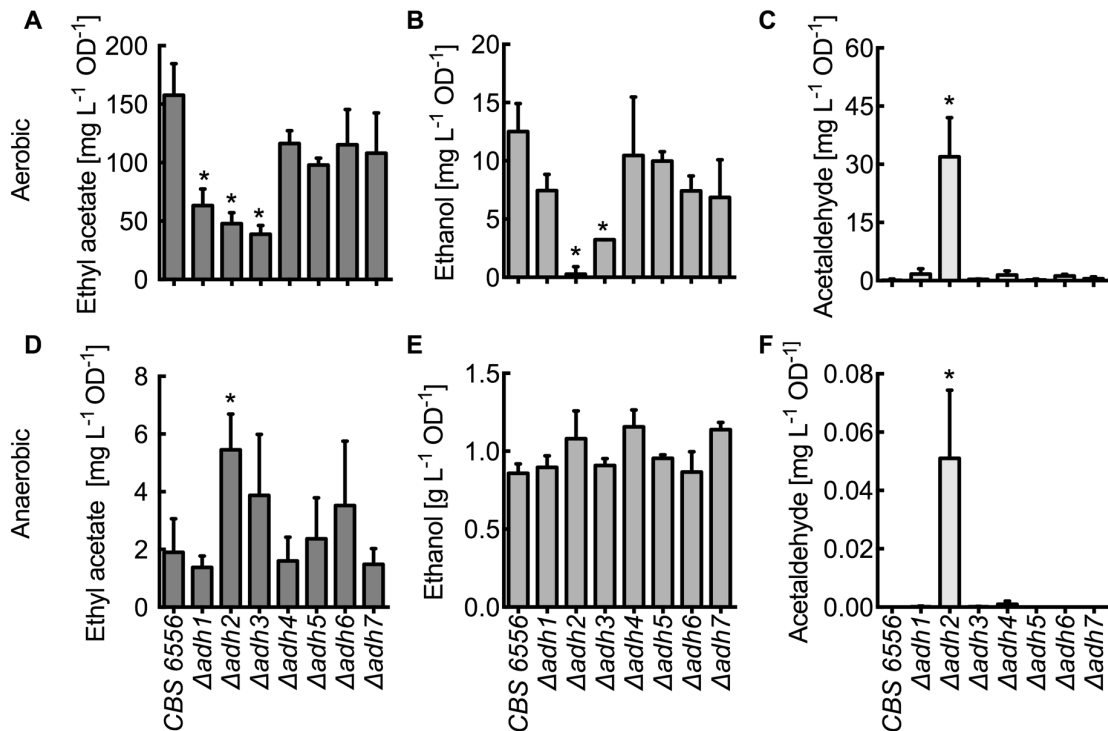 A
B
C
Aerobic
Ethyl acetate [mg L⁻¹ OD⁻¹]
200
150
100
50
0
*
*
*
Ethanol [mg L⁻¹ OD⁻¹]
20
15
10
5
0
*
*
Acetaldehyde [mg L⁻¹ OD⁻¹]
60
45
30
15
0
*
D
E
F
Anaerobic
Ethyl acetate [mg L⁻¹ OD⁻¹]
8
6
4
2
0
*
CBS 6556
Δadh1
Δadh2
Δadh3
Δadh4
Δadh5
Δadh6
Δadh7
Ethanol [g L⁻¹ OD⁻¹]
1.5
1.0
0.5
0.0
CBS 6556
Δadh1
Δadh2
Δadh3
Δadh4
Δadh5
Δadh6
Δadh7
Acetaldehyde [mg L⁻¹ OD⁻¹]
0.08
0.06
0.04
0.02
0.00
*
CBS 6556
Δadh1
Δadh2
Δadh3
Δadh4
Δadh5
Δadh6
Δadh7